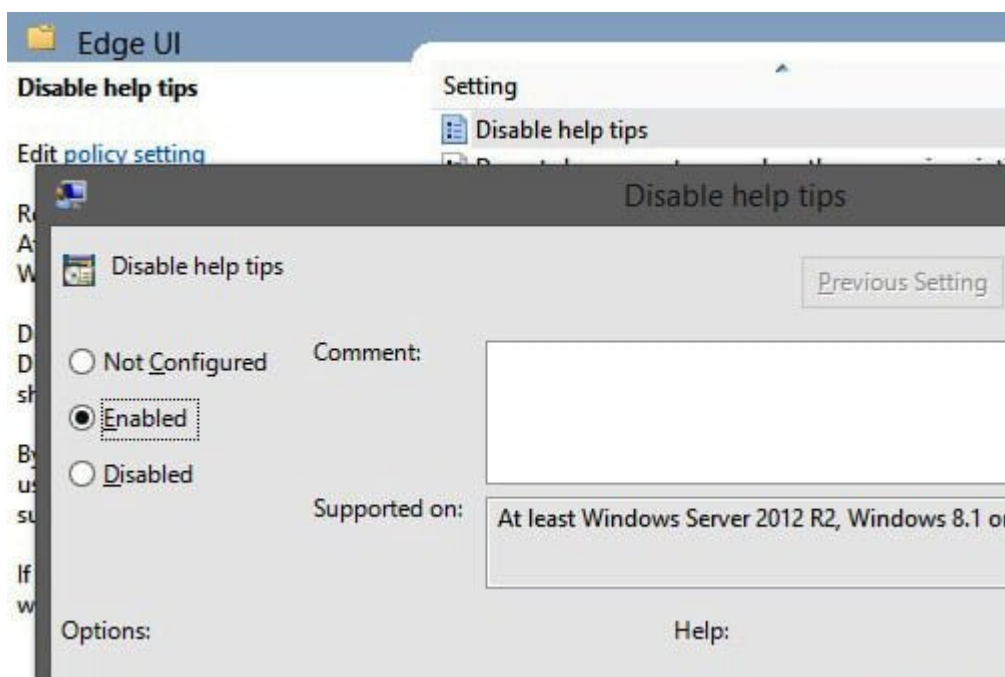 Edge UI
Disable help tips
Setting
Disable help tips
Edit policy setting
Disable help tips
Disable help tips
Previous Setting
Not Configured
Comment:
Enabled
Disabled
Supported on:
At least Windows Server 2012 R2, Windows 8.1 or
Options:
Help: